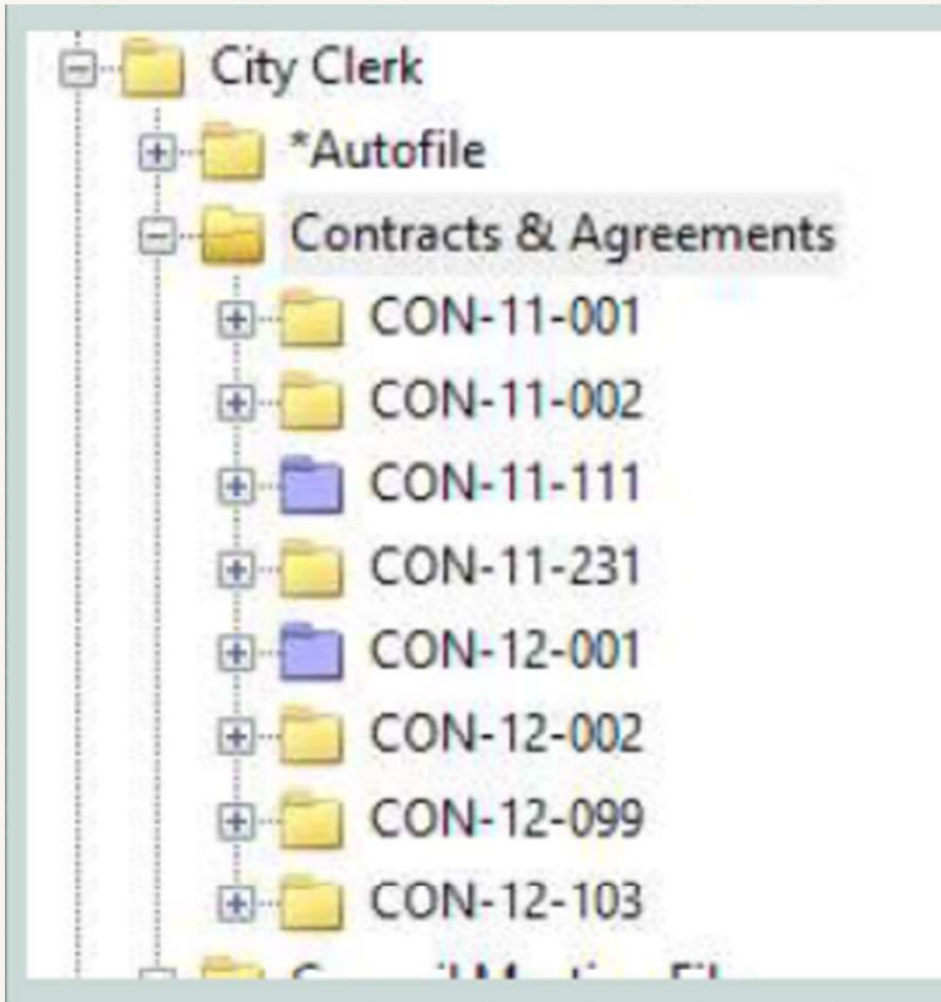 City Clerk
*Autofile
Contracts & Agreements
CON-11-001
CON-11-002
CON-11-111
CON-11-231
CON-12-001
CON-12-002
CON-12-099
CON-12-103